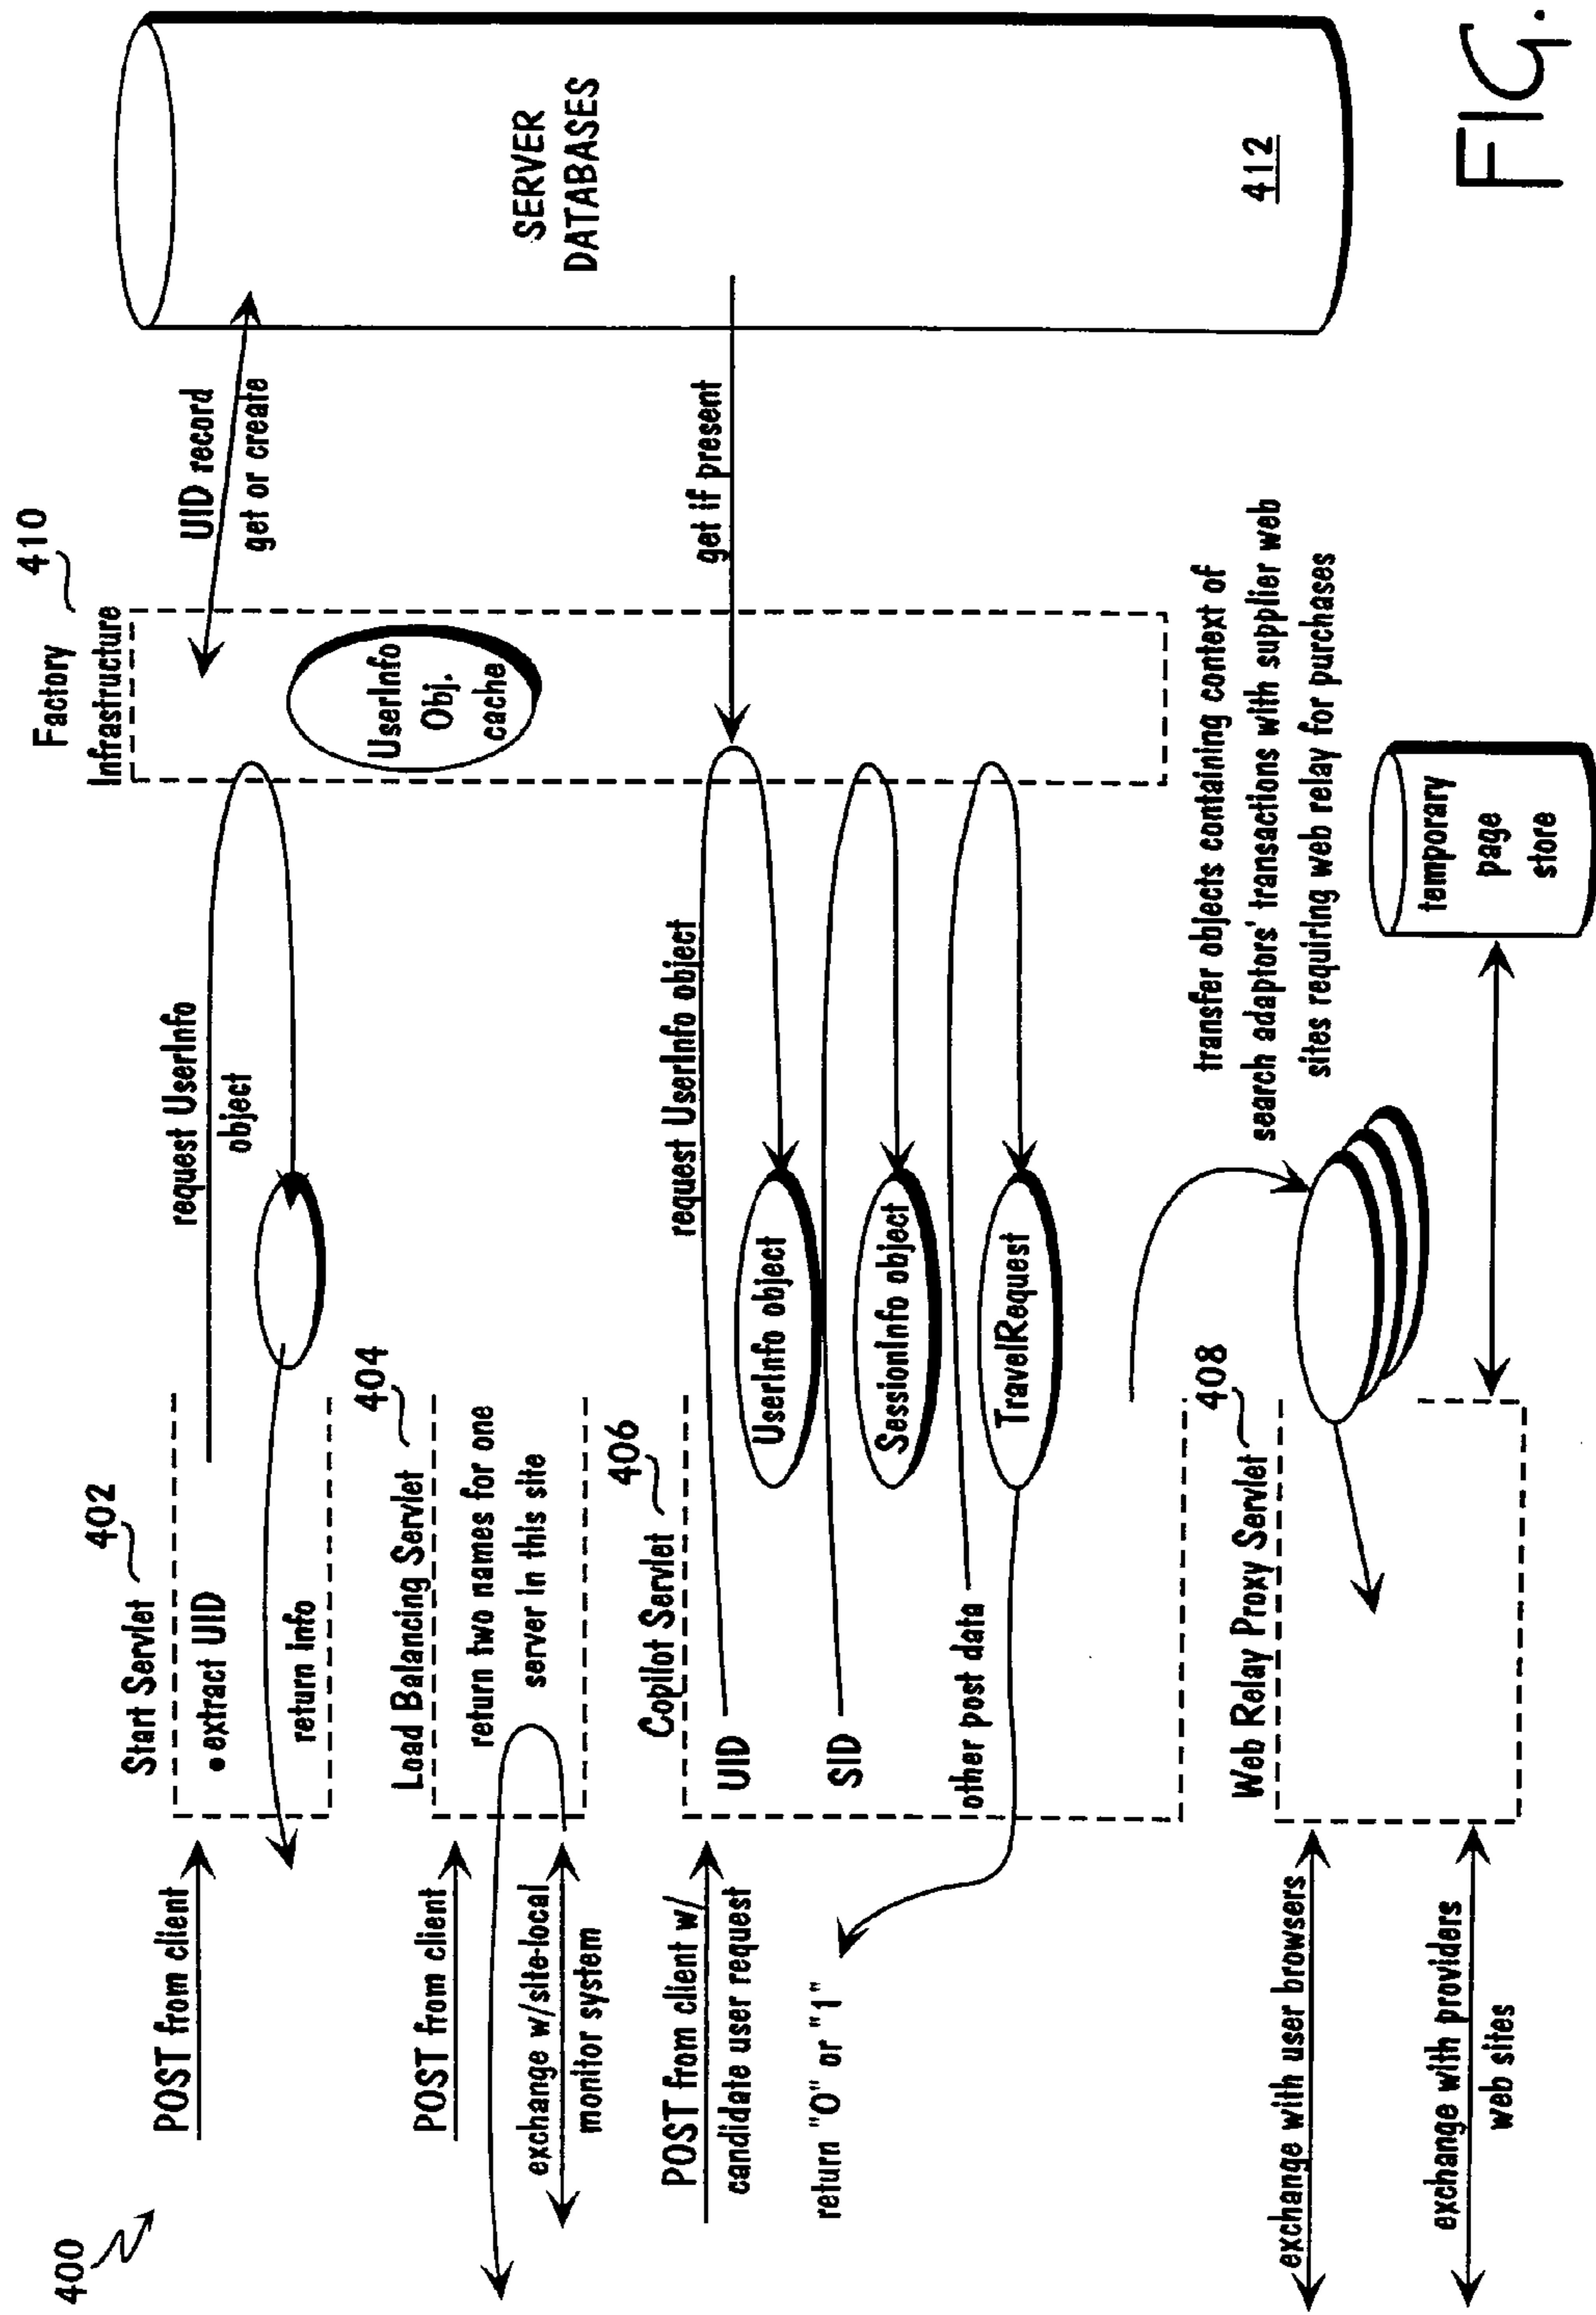 400
POST from client
Start Servlet
402
• extract UID
return info
request UserInfo
object
Factory
Infrastructure
410
UserInfo
Obj.
cache
UID record
get or create
SERVER
DATABASES
412
POST from client
exchange w/site-local
monitor system
Load Balancing Servlet
404
return two names for one
server in this site
POST from client w/
candidate user request
return "0" or "1"
Copilot Servlet
406
UID
SID
other post data
request UserInfo object
UserInfo object
SessionInfo object
TravelRequest
get if present
exchange with user browsers
exchange with providers
web sites
Web Relay Proxy Servlet
408
transfer objects containing context of
search adaptors' transactions with supplier web
sites requiring web relay for purchases
temporary
page
store
FIG.